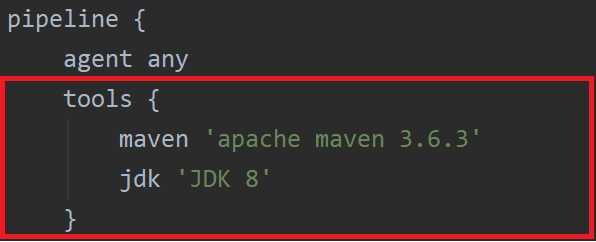 pipeline {
agent any
tools {
maven 'apache maven 3.6.3'
jdk 'JDK 8'
}